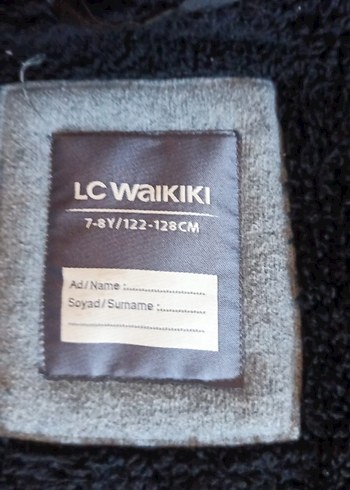 LC WAIKIKI
7-8Y/122-128CM
Ad/Name :........................
Soyad/Surname :..............
..........................................